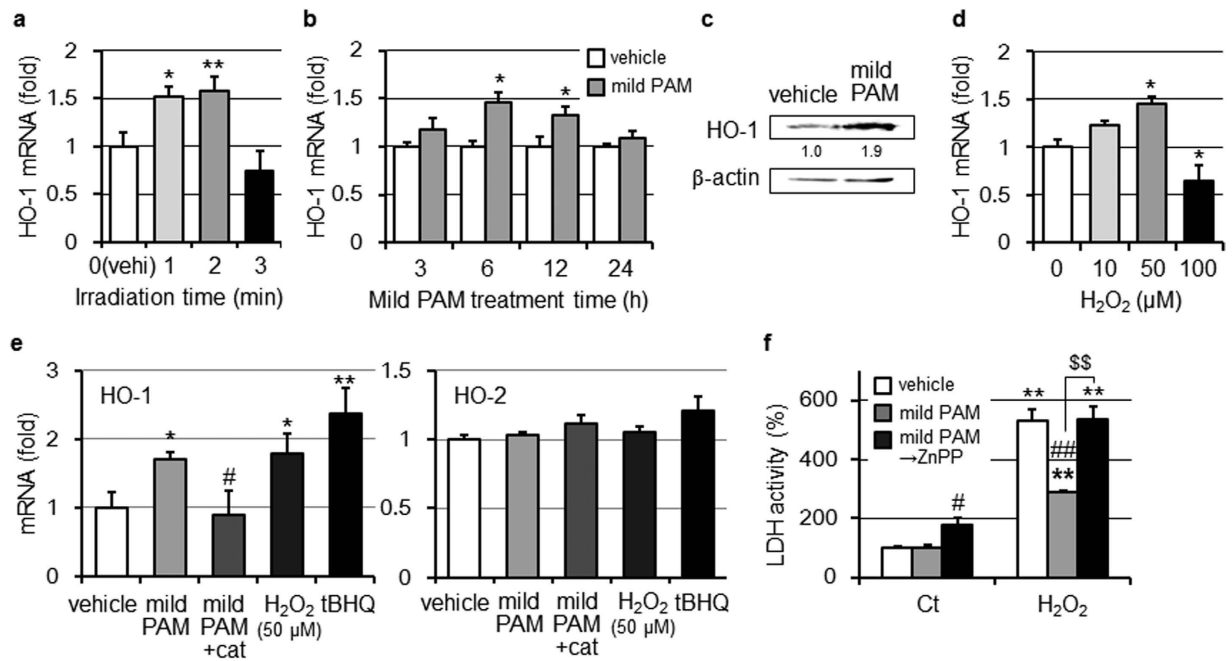 a
HO-1 mRNA (fold)
2
1.5
1
0.5
0
*
**
0(vehi) 1 2 3
Irradiation time (min)
b
HO-1 mRNA (fold)
2
1.5
1
0.5
0
vehicle
mild PAM
*
*
3 6 12 24
Mild PAM treatment time (h)
c
vehicle
mild
PAM
HO-1
1.0 1.9
β-actin
d
HO-1 mRNA (fold)
2
1.5
1
0.5
0
*
*
0 10 50 100
H₂O₂ (µM)
e
mRNA (fold)
3
2
1
0
HO-1
*
#
*
**
vehicle
mild
PAM
mild
PAM
+cat
H₂O₂
(50 µM)
tBHQ
1.5
1
0.5
0
HO-2
vehicle
mild
PAM
mild
PAM
+cat
H₂O₂
(50 µM)
tBHQ
f
LDH activity (%)
600
400
200
0
vehicle
mild PAM
mild PAM
→ZnPP
#
**
##
**
$$
**
Ct
H₂O₂